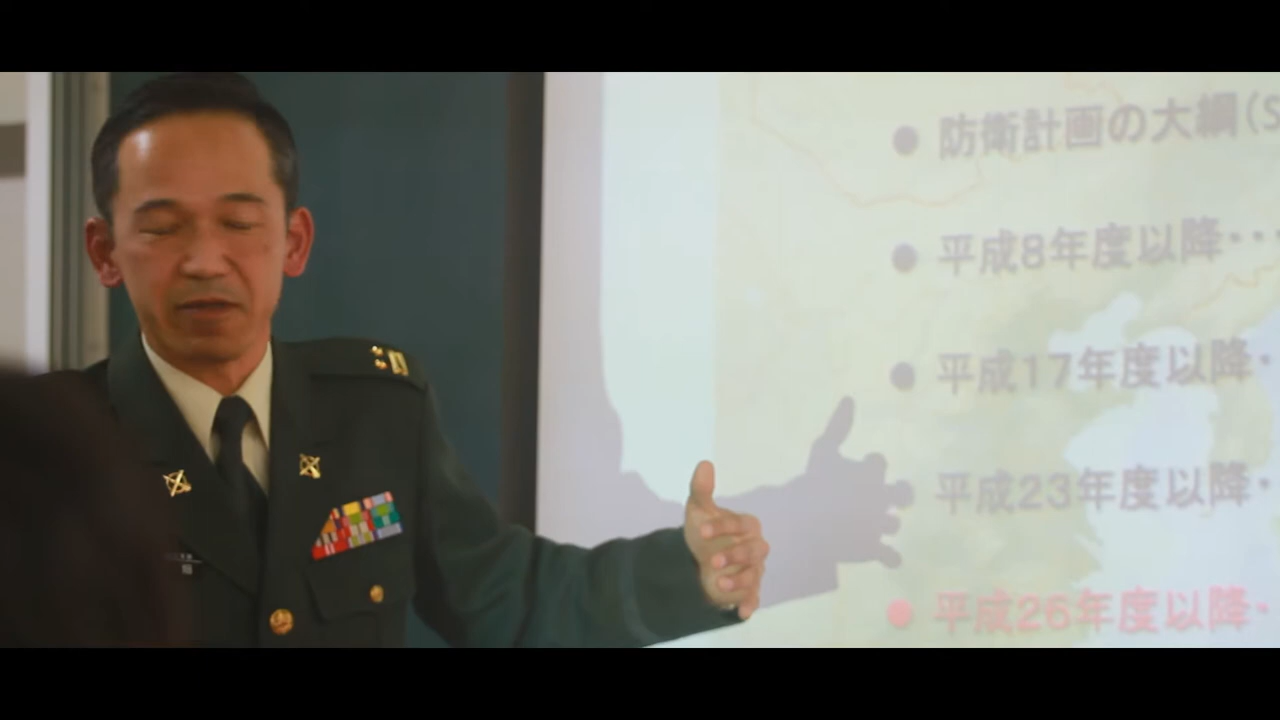 ●防衛計画の大綱(S
●平成8年度以降･･･
●平成17年度以降･
●平成23年度以降･
●平成26年度以降･